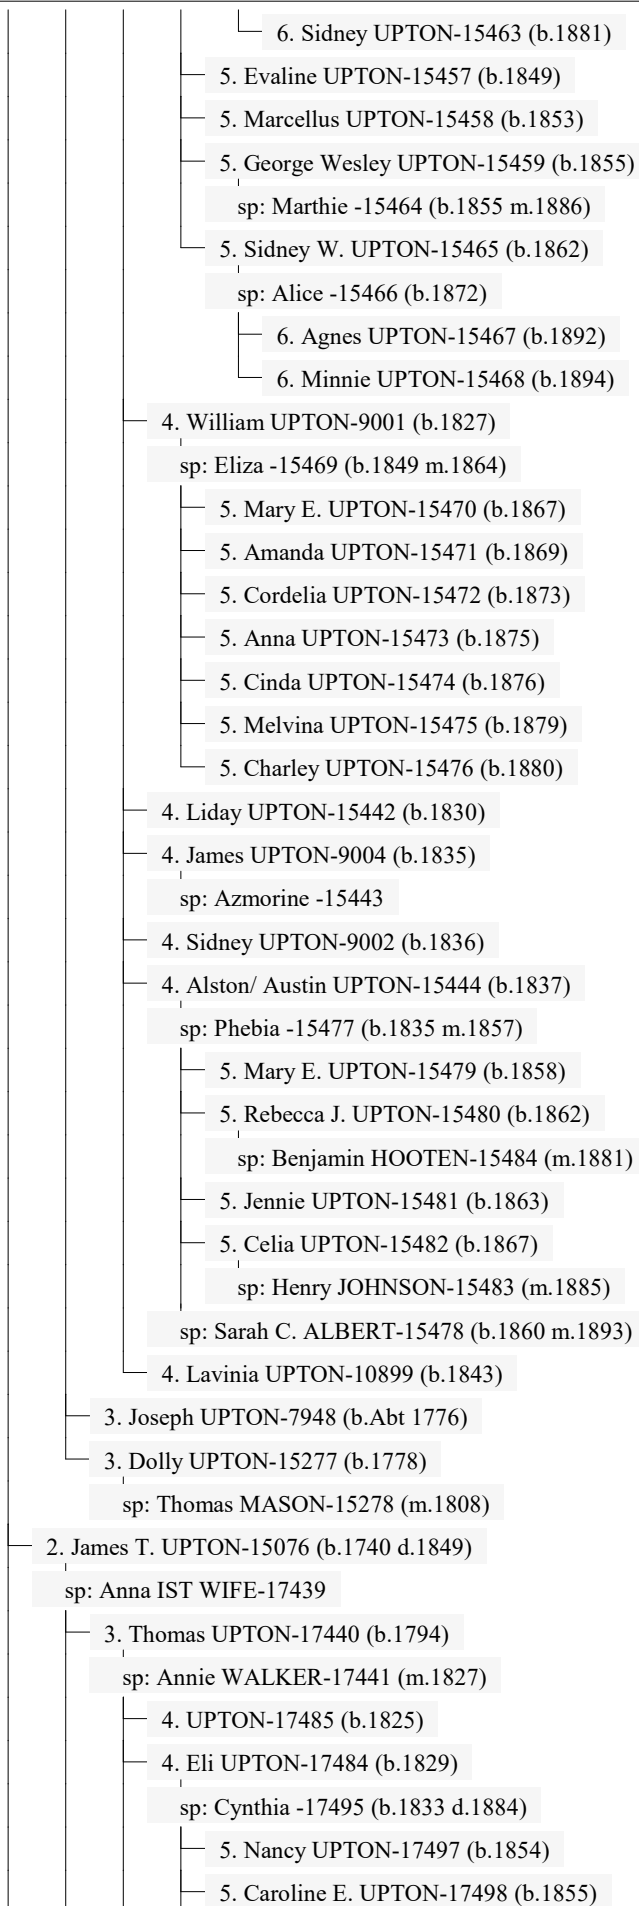 6. Sidney UPTON-15463 (b.1881)
5. Evaline UPTON-15457 (b.1849)
5. Marcellus UPTON-15458 (b.1853)
5. George Wesley UPTON-15459 (b.1855)
sp: Marthie -15464 (b.1855 m.1886)
5. Sidney W. UPTON-15465 (b.1862)
sp: Alice -15466 (b.1872)
6. Agnes UPTON-15467 (b.1892)
6. Minnie UPTON-15468 (b.1894)
4. William UPTON-9001 (b.1827)
sp: Eliza -15469 (b.1849 m.1864)
5. Mary E. UPTON-15470 (b.1867)
5. Amanda UPTON-15471 (b.1869)
5. Cordelia UPTON-15472 (b.1873)
5. Anna UPTON-15473 (b.1875)
5. Cinda UPTON-15474 (b.1876)
5. Melvina UPTON-15475 (b.1879)
5. Charley UPTON-15476 (b.1880)
4. Liday UPTON-15442 (b.1830)
4. James UPTON-9004 (b.1835)
sp: Azmorine -15443
4. Sidney UPTON-9002 (b.1836)
4. Alston/ Austin UPTON-15444 (b.1837)
sp: Phebia -15477 (b.1835 m.1857)
5. Mary E. UPTON-15479 (b.1858)
5. Rebecca J. UPTON-15480 (b.1862)
sp: Benjamin HOOTEN-15484 (m.1881)
5. Jennie UPTON-15481 (b.1863)
5. Celia UPTON-15482 (b.1867)
sp: Henry JOHNSON-15483 (m.1885)
sp: Sarah C. ALBERT-15478 (b.1860 m.1893)
4. Lavinia UPTON-10899 (b.1843)
3. Joseph UPTON-7948 (b.Abt 1776)
3. Dolly UPTON-15277 (b.1778)
sp: Thomas MASON-15278 (m.1808)
2. James T. UPTON-15076 (b.1740 d.1849)
sp: Anna IST WIFE-17439
3. Thomas UPTON-17440 (b.1794)
sp: Annie WALKER-17441 (m.1827)
4. UPTON-17485 (b.1825)
4. Eli UPTON-17484 (b.1829)
sp: Cynthia -17495 (b.1833 d.1884)
5. Nancy UPTON-17497 (b.1854)
5. Caroline E. UPTON-17498 (b.1855)